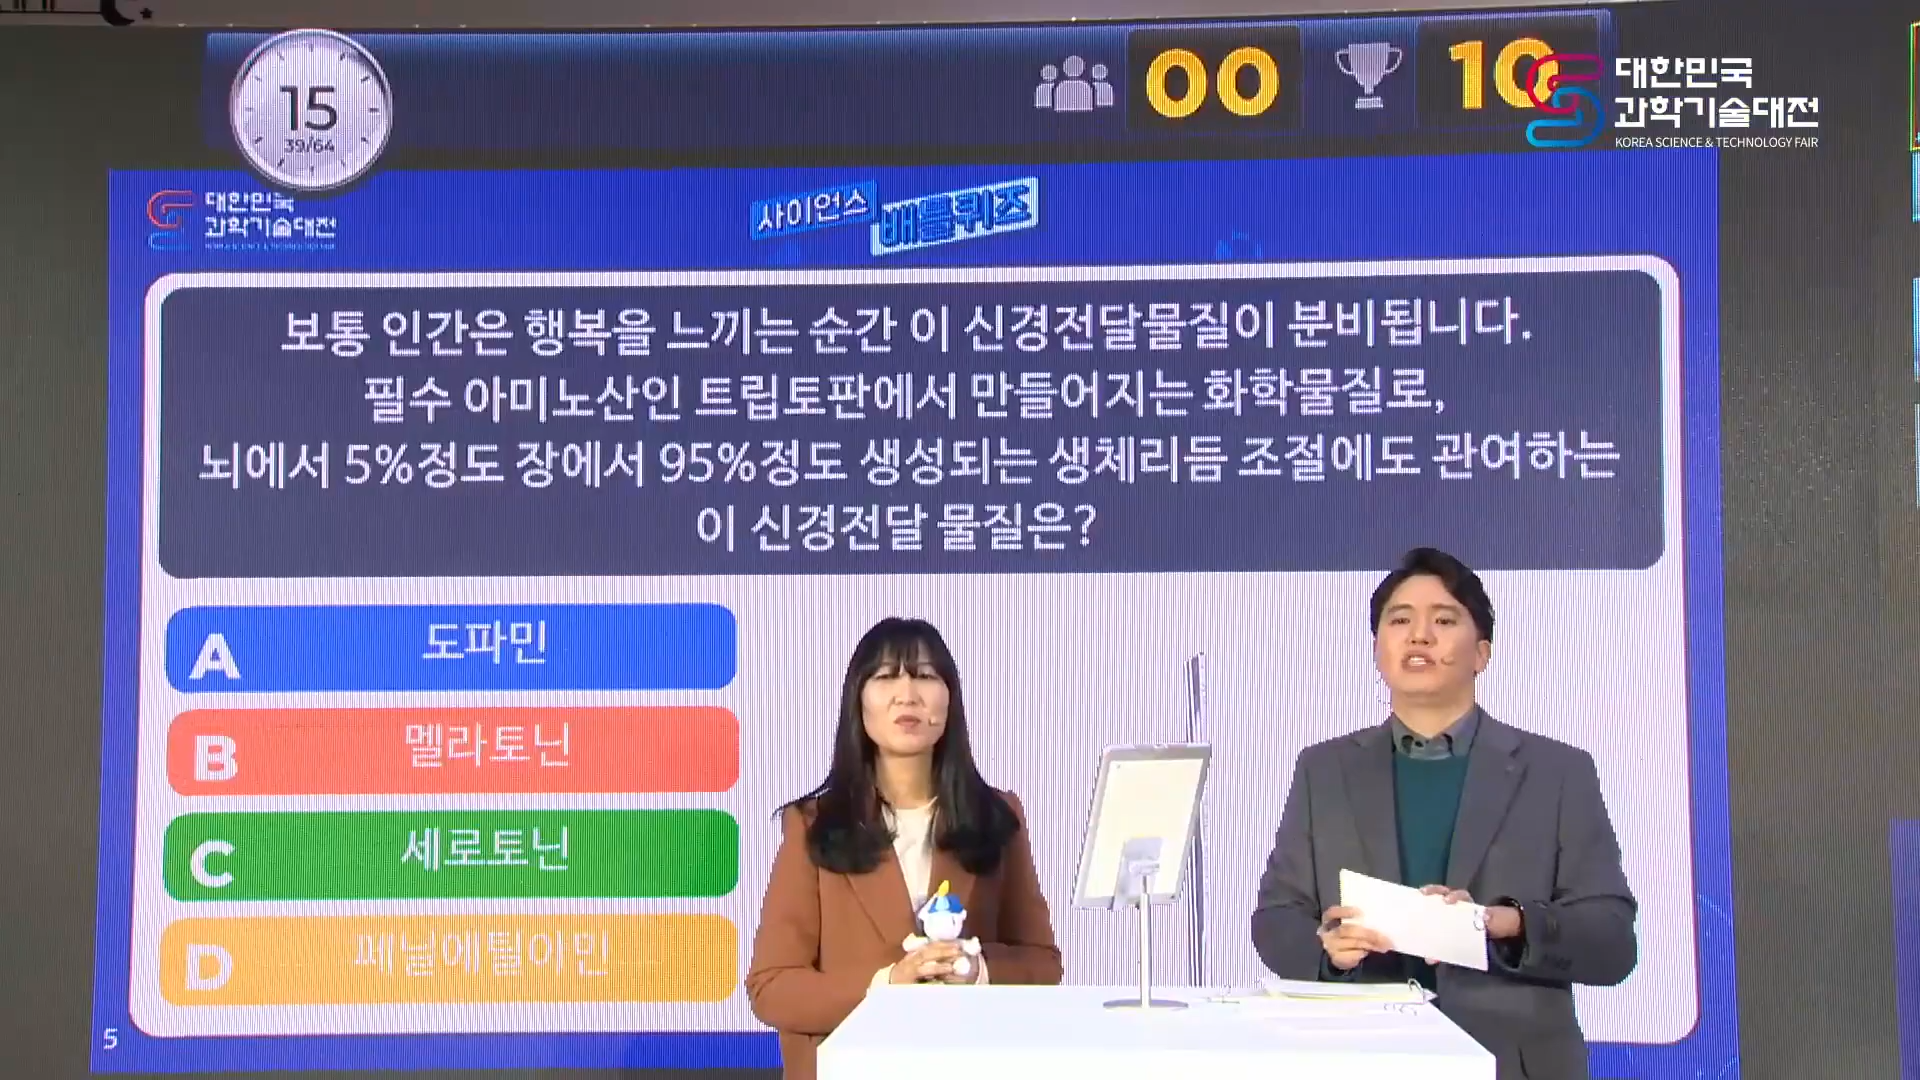 15
39/64
00
10
대한민국
과학기술대전
KOREA SCIENCE & TECHNOLOGY FAIR
대한민국
과학기술대전
KOREA SCIENCE & TECHNOLOGY FAIR
사이언스
배틀퀴즈
보통 인간은 행복을 느끼는 순간 이 신경전달물질이 분비됩니다.
필수 아미노산인 트립토판에서 만들어지는 화학물질로,
뇌에서 5%정도 장에서 95%정도 생성되는 생체리듬 조절에도 관여하는
이 신경전달 물질은?
A 도파민
B 멜라토닌
C 세로토닌
D 페닐에틸아민
5